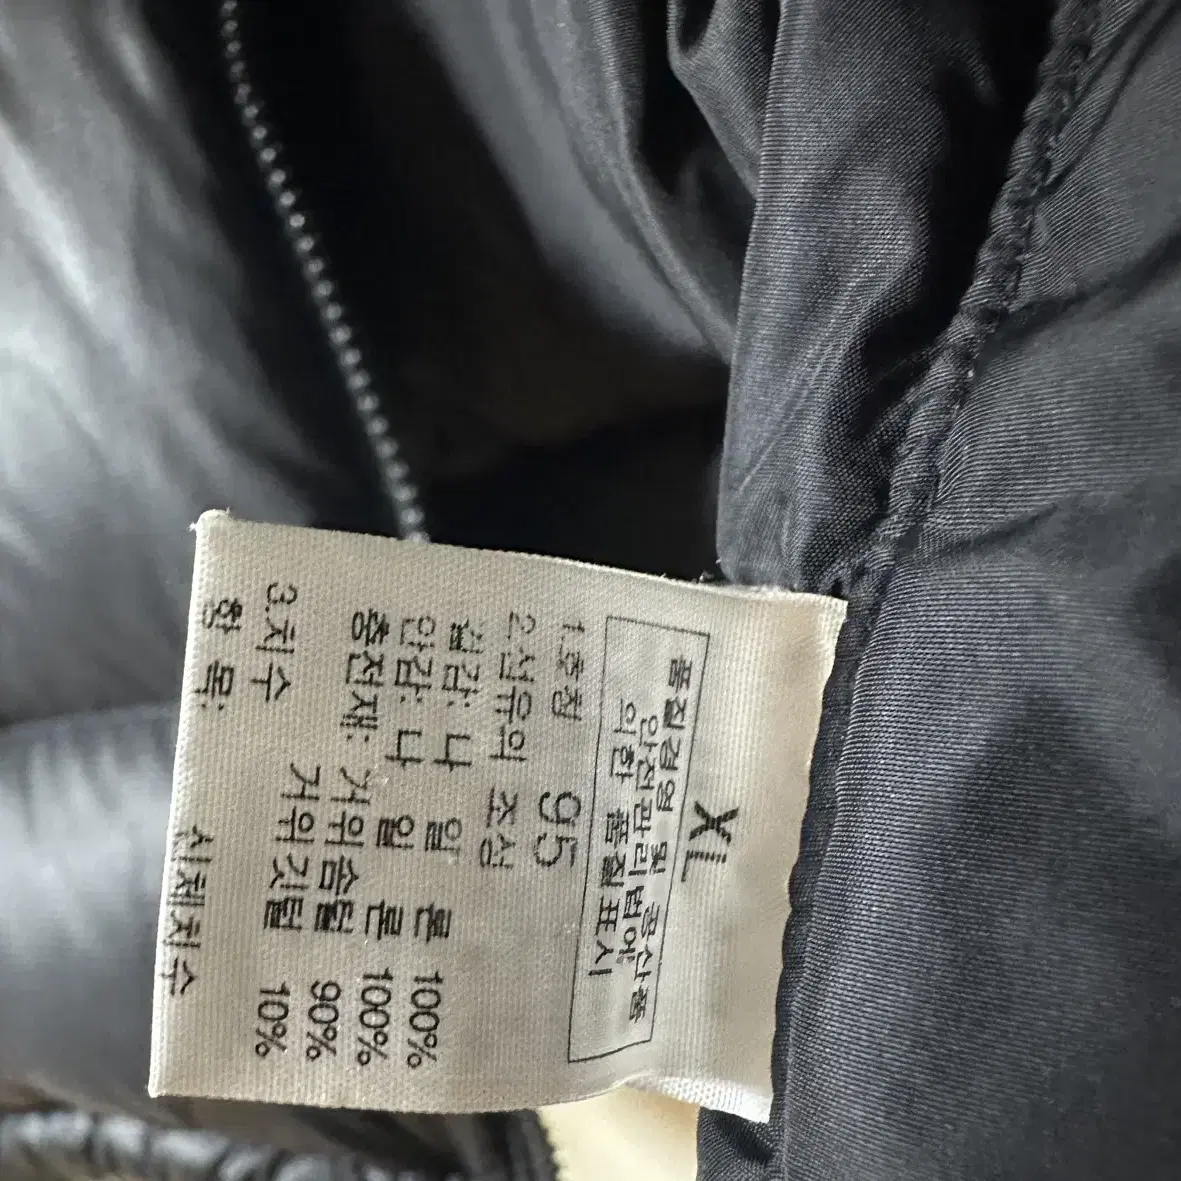 XL
품질경영 및 공산품
안전관리법에
의한 품질표시
1.호칭 95
2.섬유의 조성
겉감: 나 일 론 100%
안감: 나 일 론 100%
충전재: 거위솜털 90%
거위깃털 10%
3.치수
항 목: 신체치수